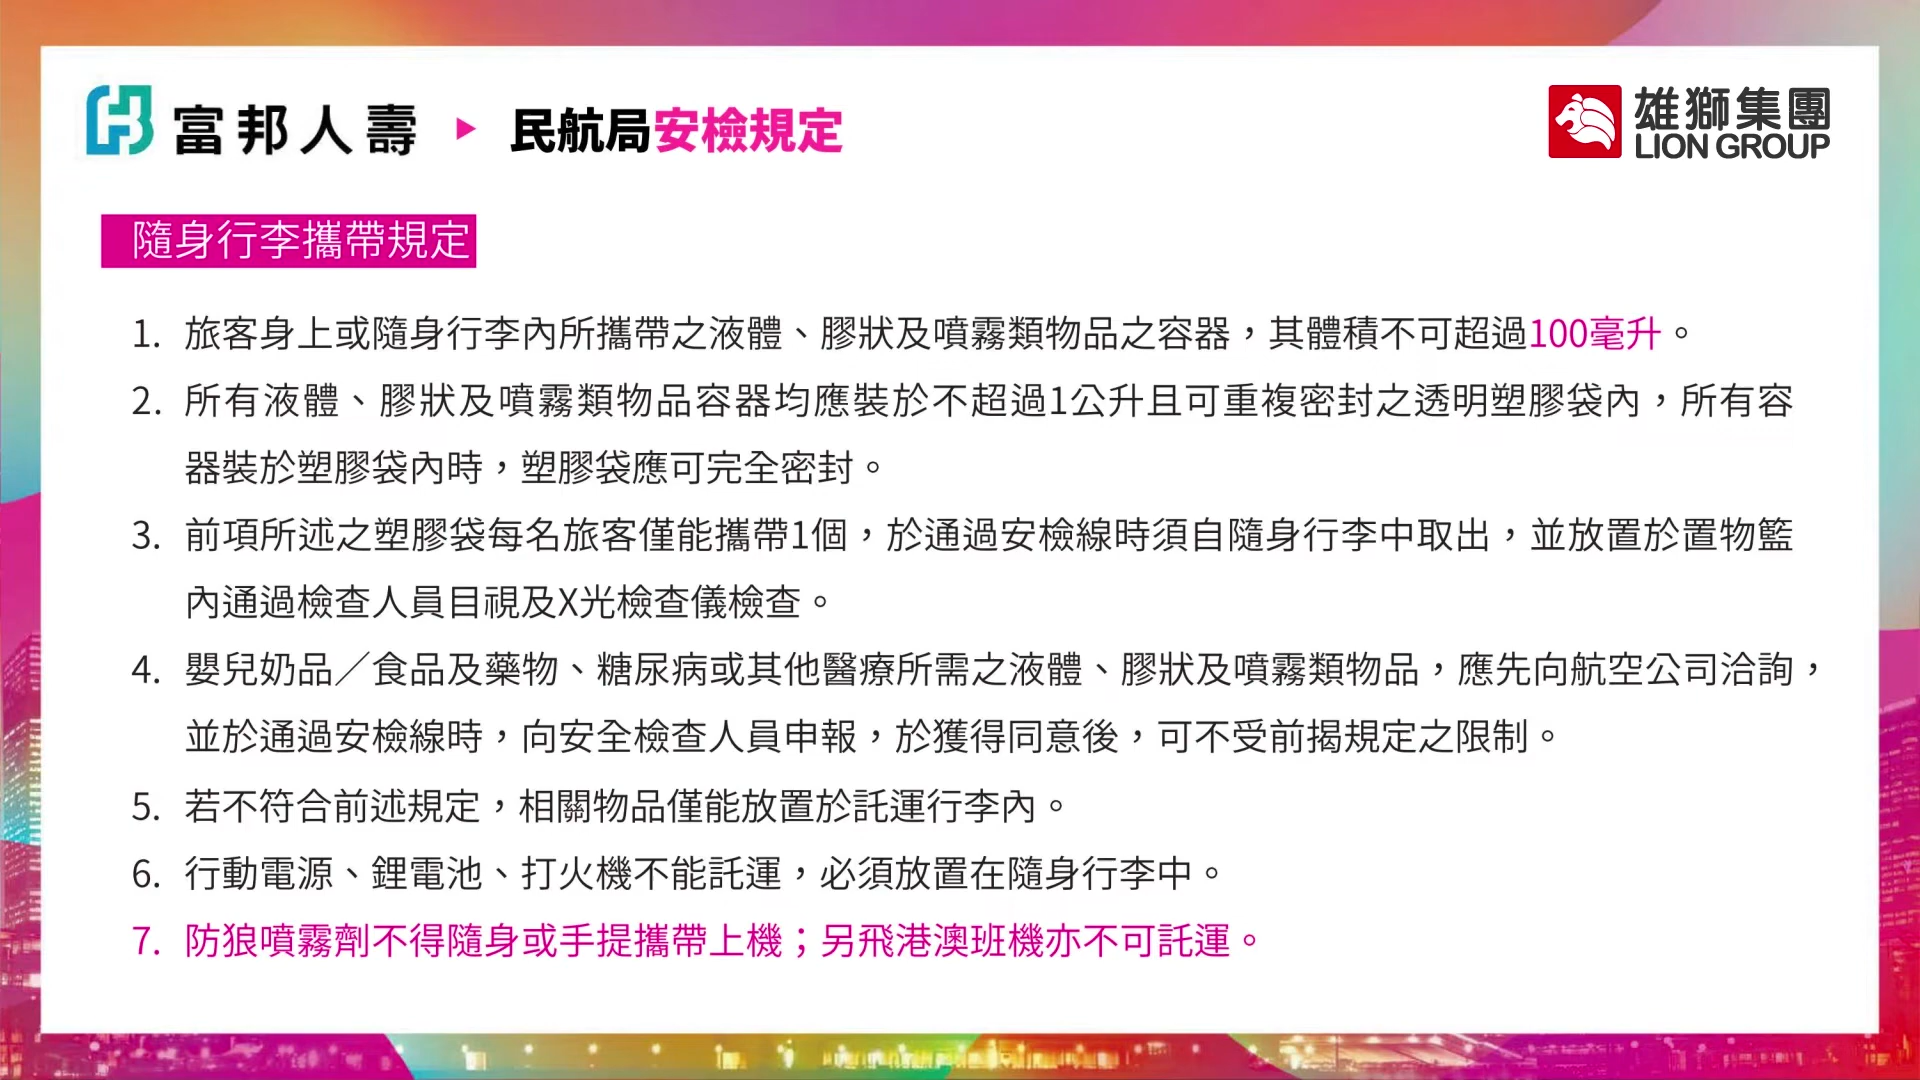 富邦人壽 ▶ 民航局安檢規定
雄獅集團
LION GROUP
隨身行李攜帶規定
1. 旅客身上或隨身行李內所攜帶之液體、膠狀及噴霧類物品之容器，其體積不可超過100毫升。
2. 所有液體、膠狀及噴霧類物品容器均應裝於不超過1公升且可重複密封之透明塑膠袋內，所有容
器裝於塑膠袋內時，塑膠袋應可完全密封。
3. 前項所述之塑膠袋每名旅客僅能攜帶1個，於通過安檢線時須自隨身行李中取出，並放置於置物籃
內通過檢查人員目視及X光檢查儀檢查。
4. 嬰兒奶品／食品及藥物、糖尿病或其他醫療所需之液體、膠狀及噴霧類物品，應先向航空公司洽詢，
並於通過安檢線時，向安全檢查人員申報，於獲得同意後，可不受前揭規定之限制。
5. 若不符合前述規定，相關物品僅能放置於託運行李內。
6. 行動電源、鋰電池、打火機不能託運，必須放置在隨身行李中。
7. 防狼噴霧劑不得隨身或手提攜帶上機；另飛港澳班機亦不可託運。